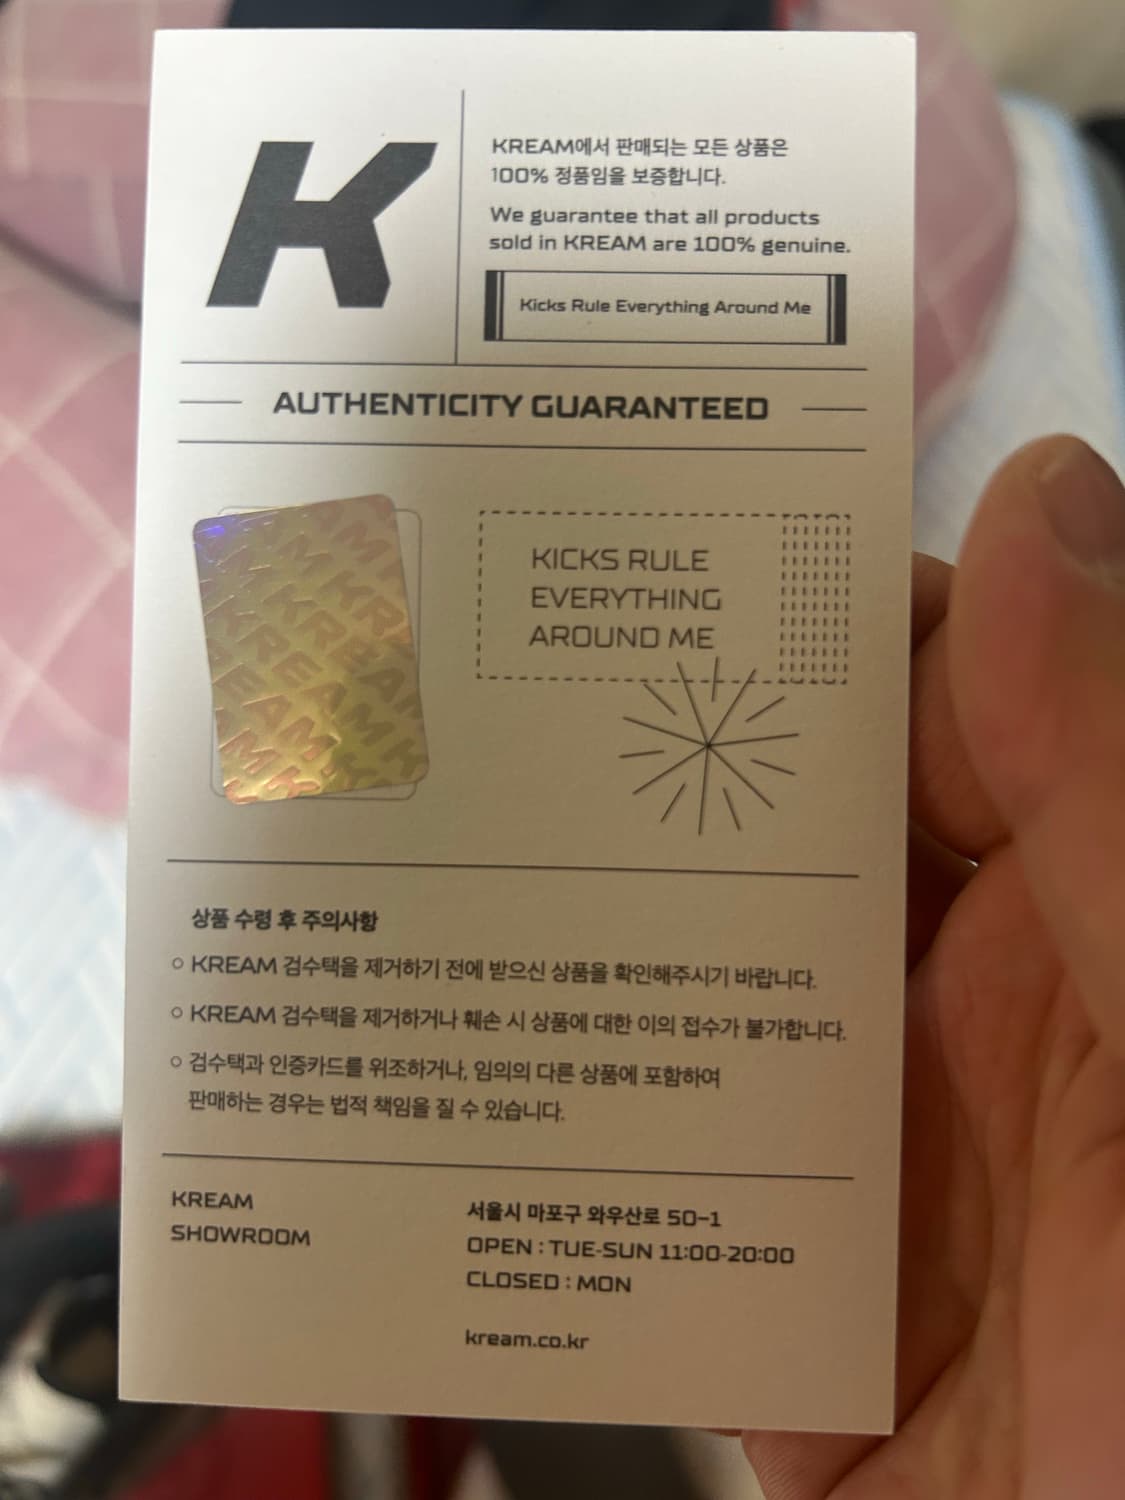 K
KREAM에서 판매되는 모든 상품은
100% 정품임을 보증합니다.
We guarantee that all products
sold in KREAM are 100% genuine.
Kicks Rule Everything Around Me
AUTHENTICITY GUARANTEED
KREAM
KICKS RULE
EVERYTHING
AROUND ME
상품 수령 후 주의사항
○ KREAM 검수택을 제거하기 전에 받으신 상품을 확인해주시기 바랍니다.
○ KREAM 검수택을 제거하거나 훼손 시 상품에 대한 이의 접수가 불가합니다.
○ 검수택과 인증카드를 위조하거나, 임의의 다른 상품에 포함하여
판매하는 경우는 법적 책임을 질 수 있습니다.
KREAM
SHOWROOM
서울시 마포구 와우산로 50-1
OPEN : TUE-SUN 11:00-20:00
CLOSED : MON
kream.co.kr